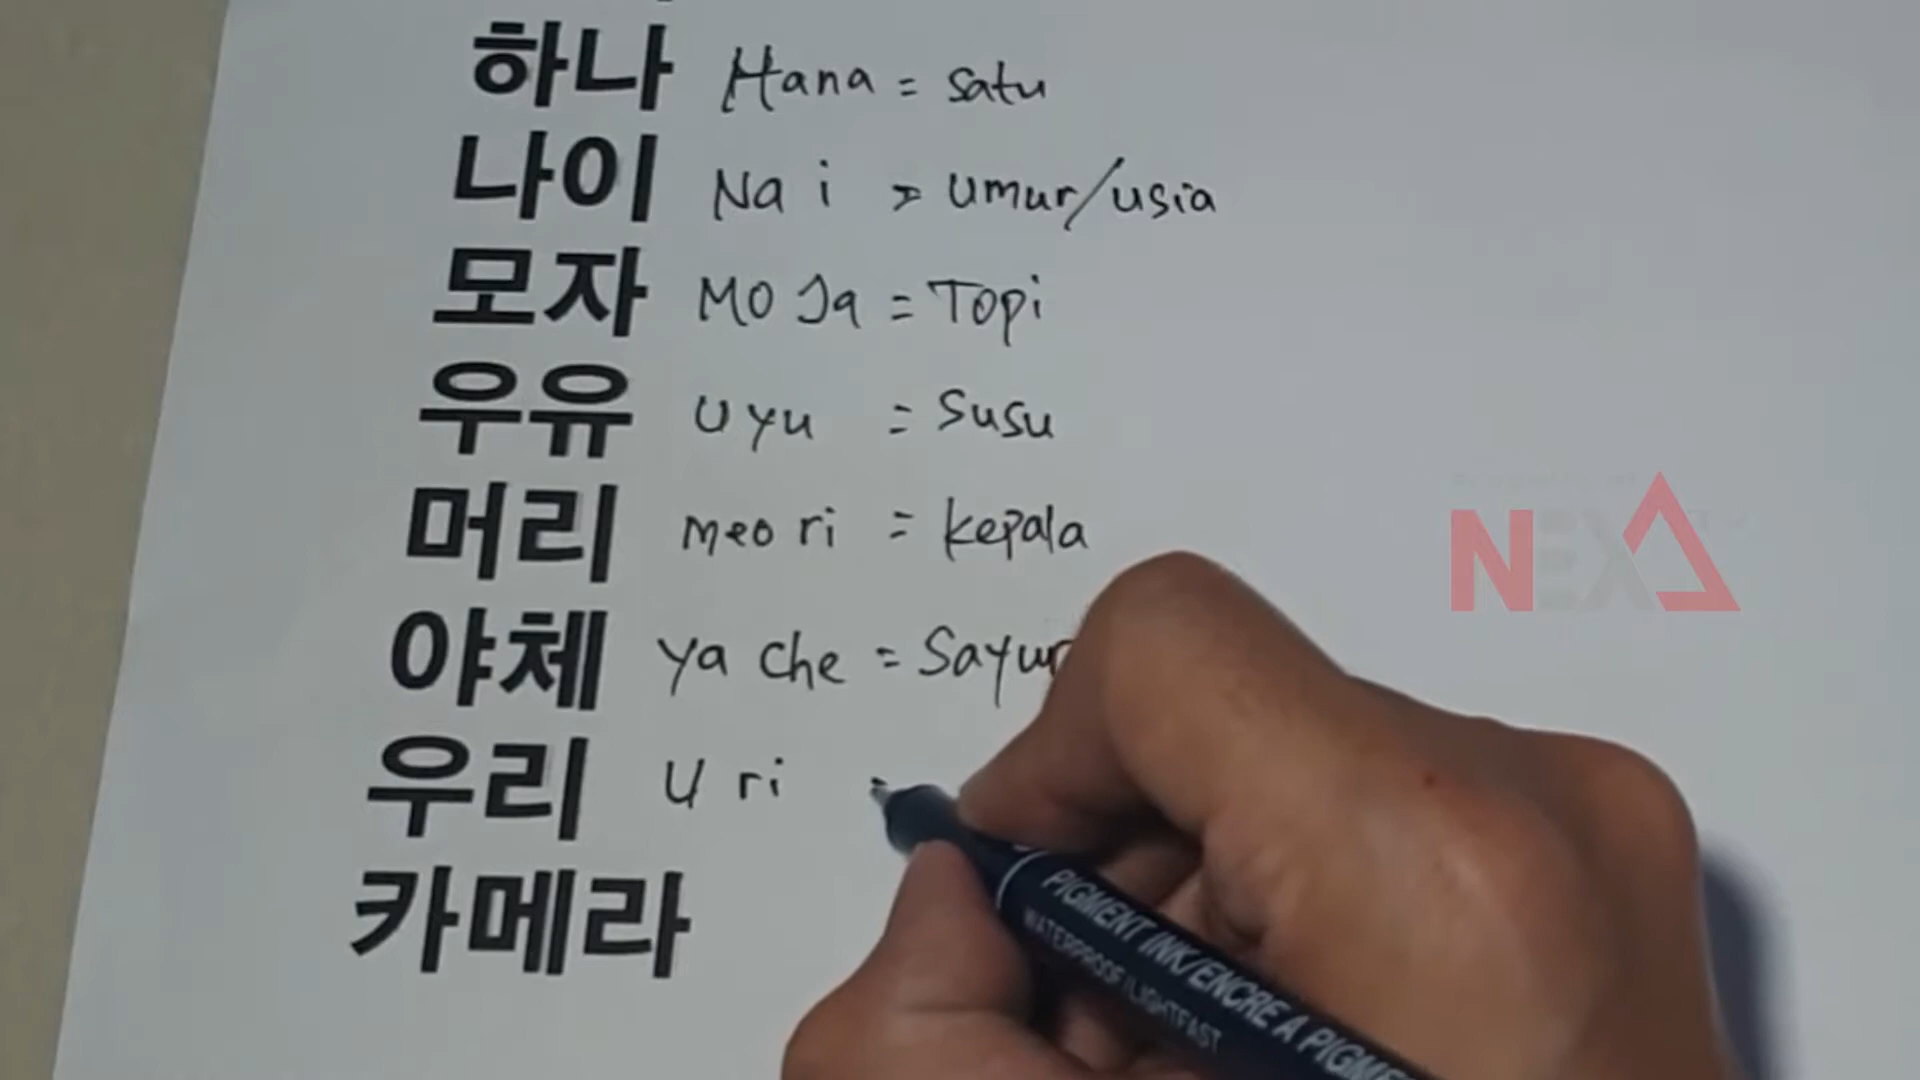 하나 Hana = satu
나이 Na i = umur/usia
모자 MO Ja = Topi
우유 U yu = Susu
머리 meo ri = kepala
야체 ya che = Sayur
우리 U ri =
카메라
NEX
PIGMENT INK/ENCRE A PIGME
WATERPROOF/LIGHTFAST